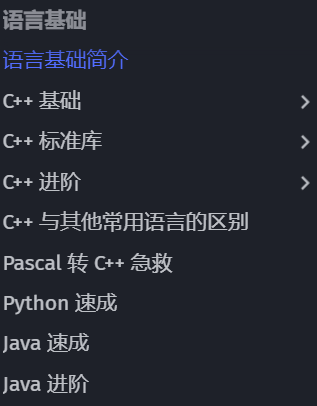 语言基础
语言基础简介
C++ 基础
C++ 标准库
C++ 进阶
C++ 与其他常用语言的区别
Pascal 转 C++ 急救
Python 速成
Java 速成
Java 进阶